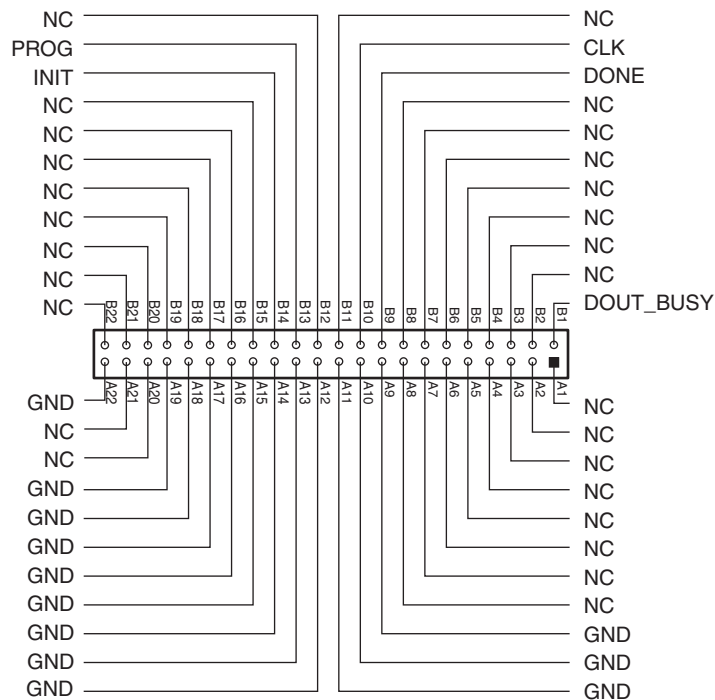 NC NC
PROG CLK
INIT DONE
NC NC
NC NC
NC NC
NC NC
NC NC
NC NC
NC NC
NC DOUT_BUSY
B22 B21 B20 B19 B18 B17 B16 B15 B14 B13 B12 B11 B10 B9 B8 B7 B6 B5 B4 B3 B2 B1
A22 A21 A20 A19 A18 A17 A16 A15 A14 A13 A12 A11 A10 A9 A8 A7 A6 A5 A4 A3 A2 A1
GND NC
NC NC
NC NC
GND NC
GND NC
GND NC
GND NC
GND NC
GND GND
GND GND
GND GND